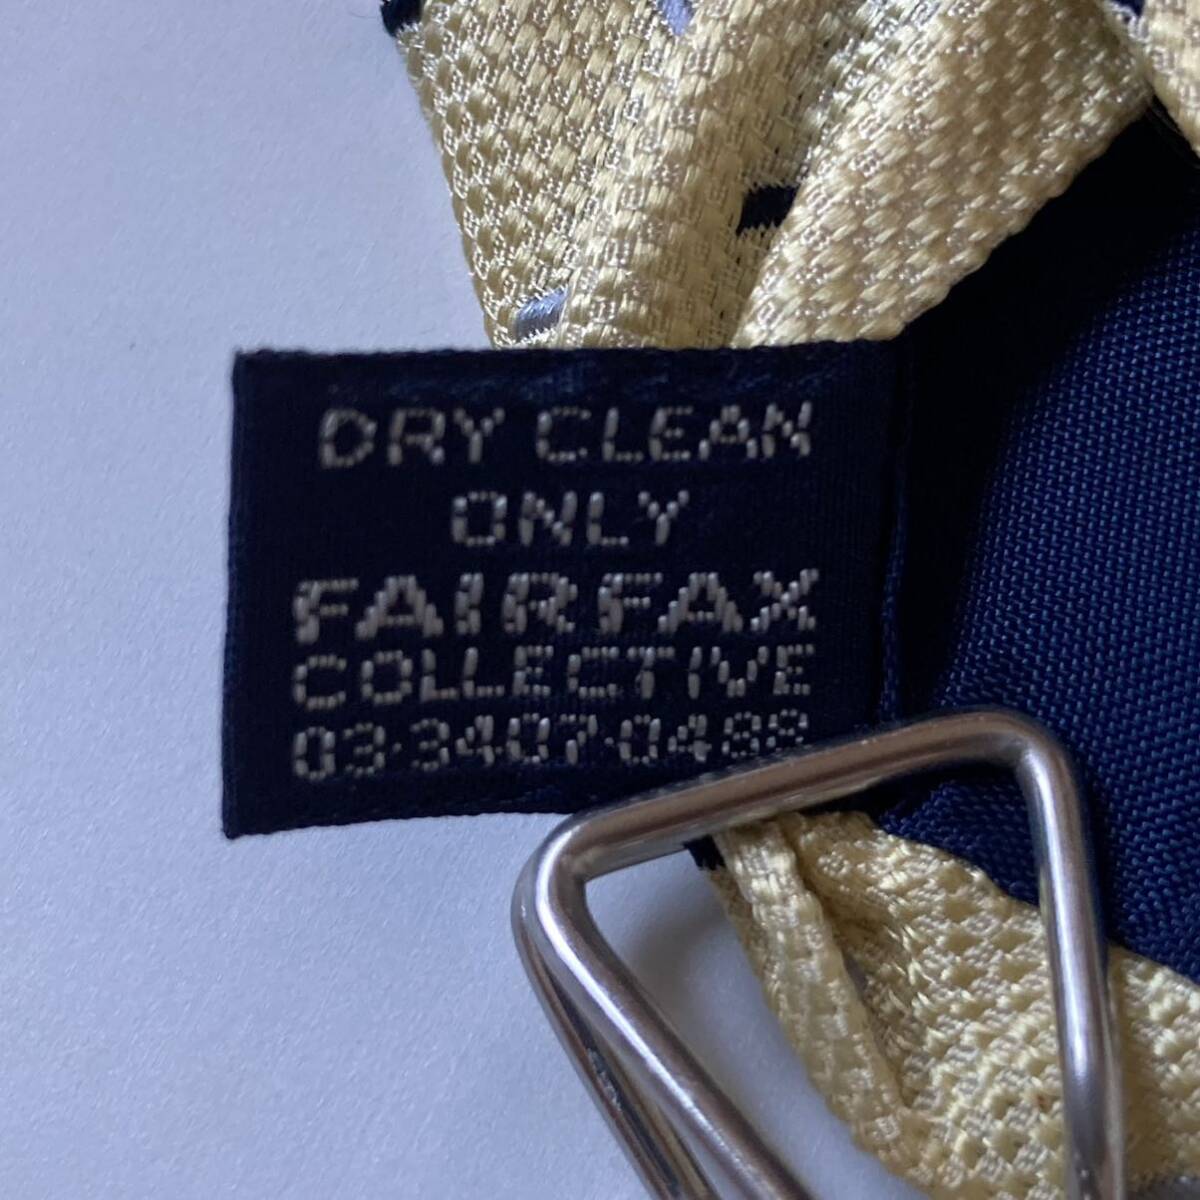 DRY CLEAN
ONLY
FAIRFAX
COLLECTIVE
03·3407·0488